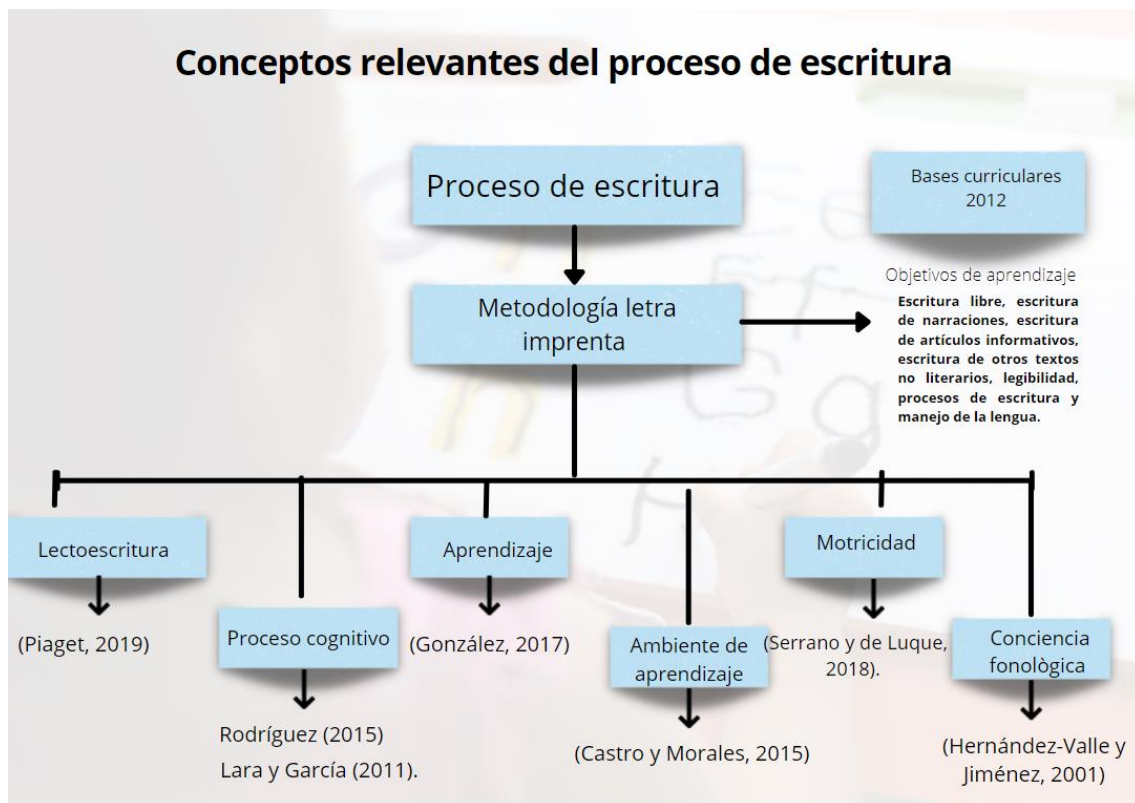 Conceptos relevantes del proceso de escritura
Proceso de escritura
Bases curriculares
2012
Metodología letra
imprenta
Objetivos de aprendizaje
Escritura libre, escritura
de narraciones, escritura
de artículos informativos,
escritura de otros textos
no literarios, legibilidad,
procesos de escritura y
manejo de la lengua.
Lectoescritura
(Piaget, 2019)
Proceso cognitivo
Rodríguez (2015)
Lara y García (2011).
Aprendizaje
(González, 2017)
Ambiente de
aprendizaje
(Castro y Morales, 2015)
Motricidad
(Serrano y de Luque,
2018).
Conciencia
fonològica
(Hernández-Valle y
Jiménez, 2001)